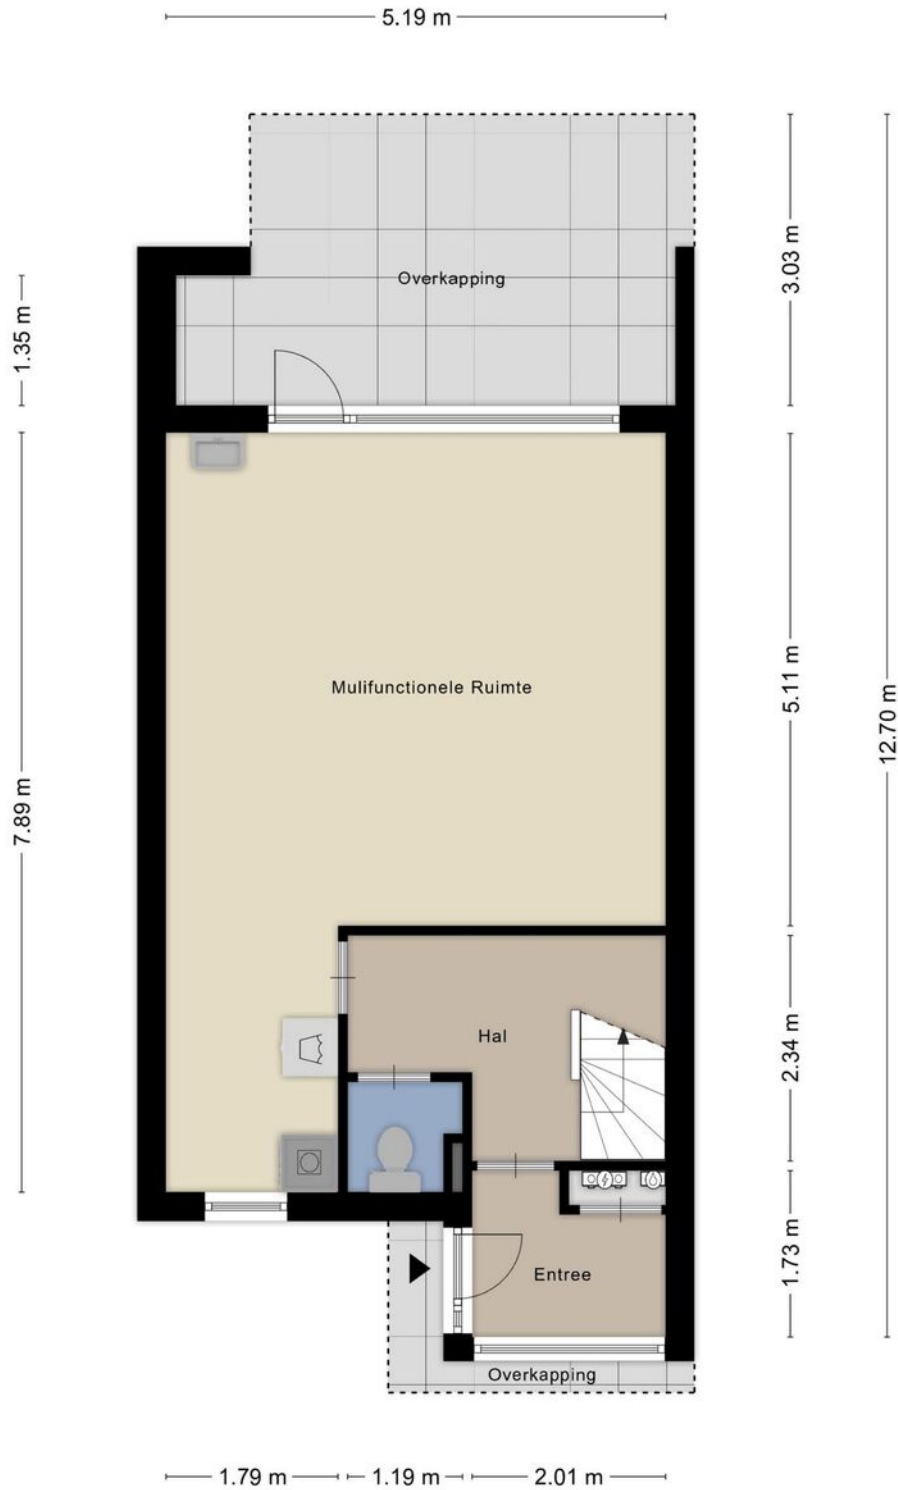 5.19 m
Overkapping
3.03 m
1.35 m
Mulifunctionele Ruimte
5.11 m
12.70 m
7.89 m
Hal
2.34 m
Entree
1.73 m
Overkapping
1.79 m
1.19 m
2.01 m